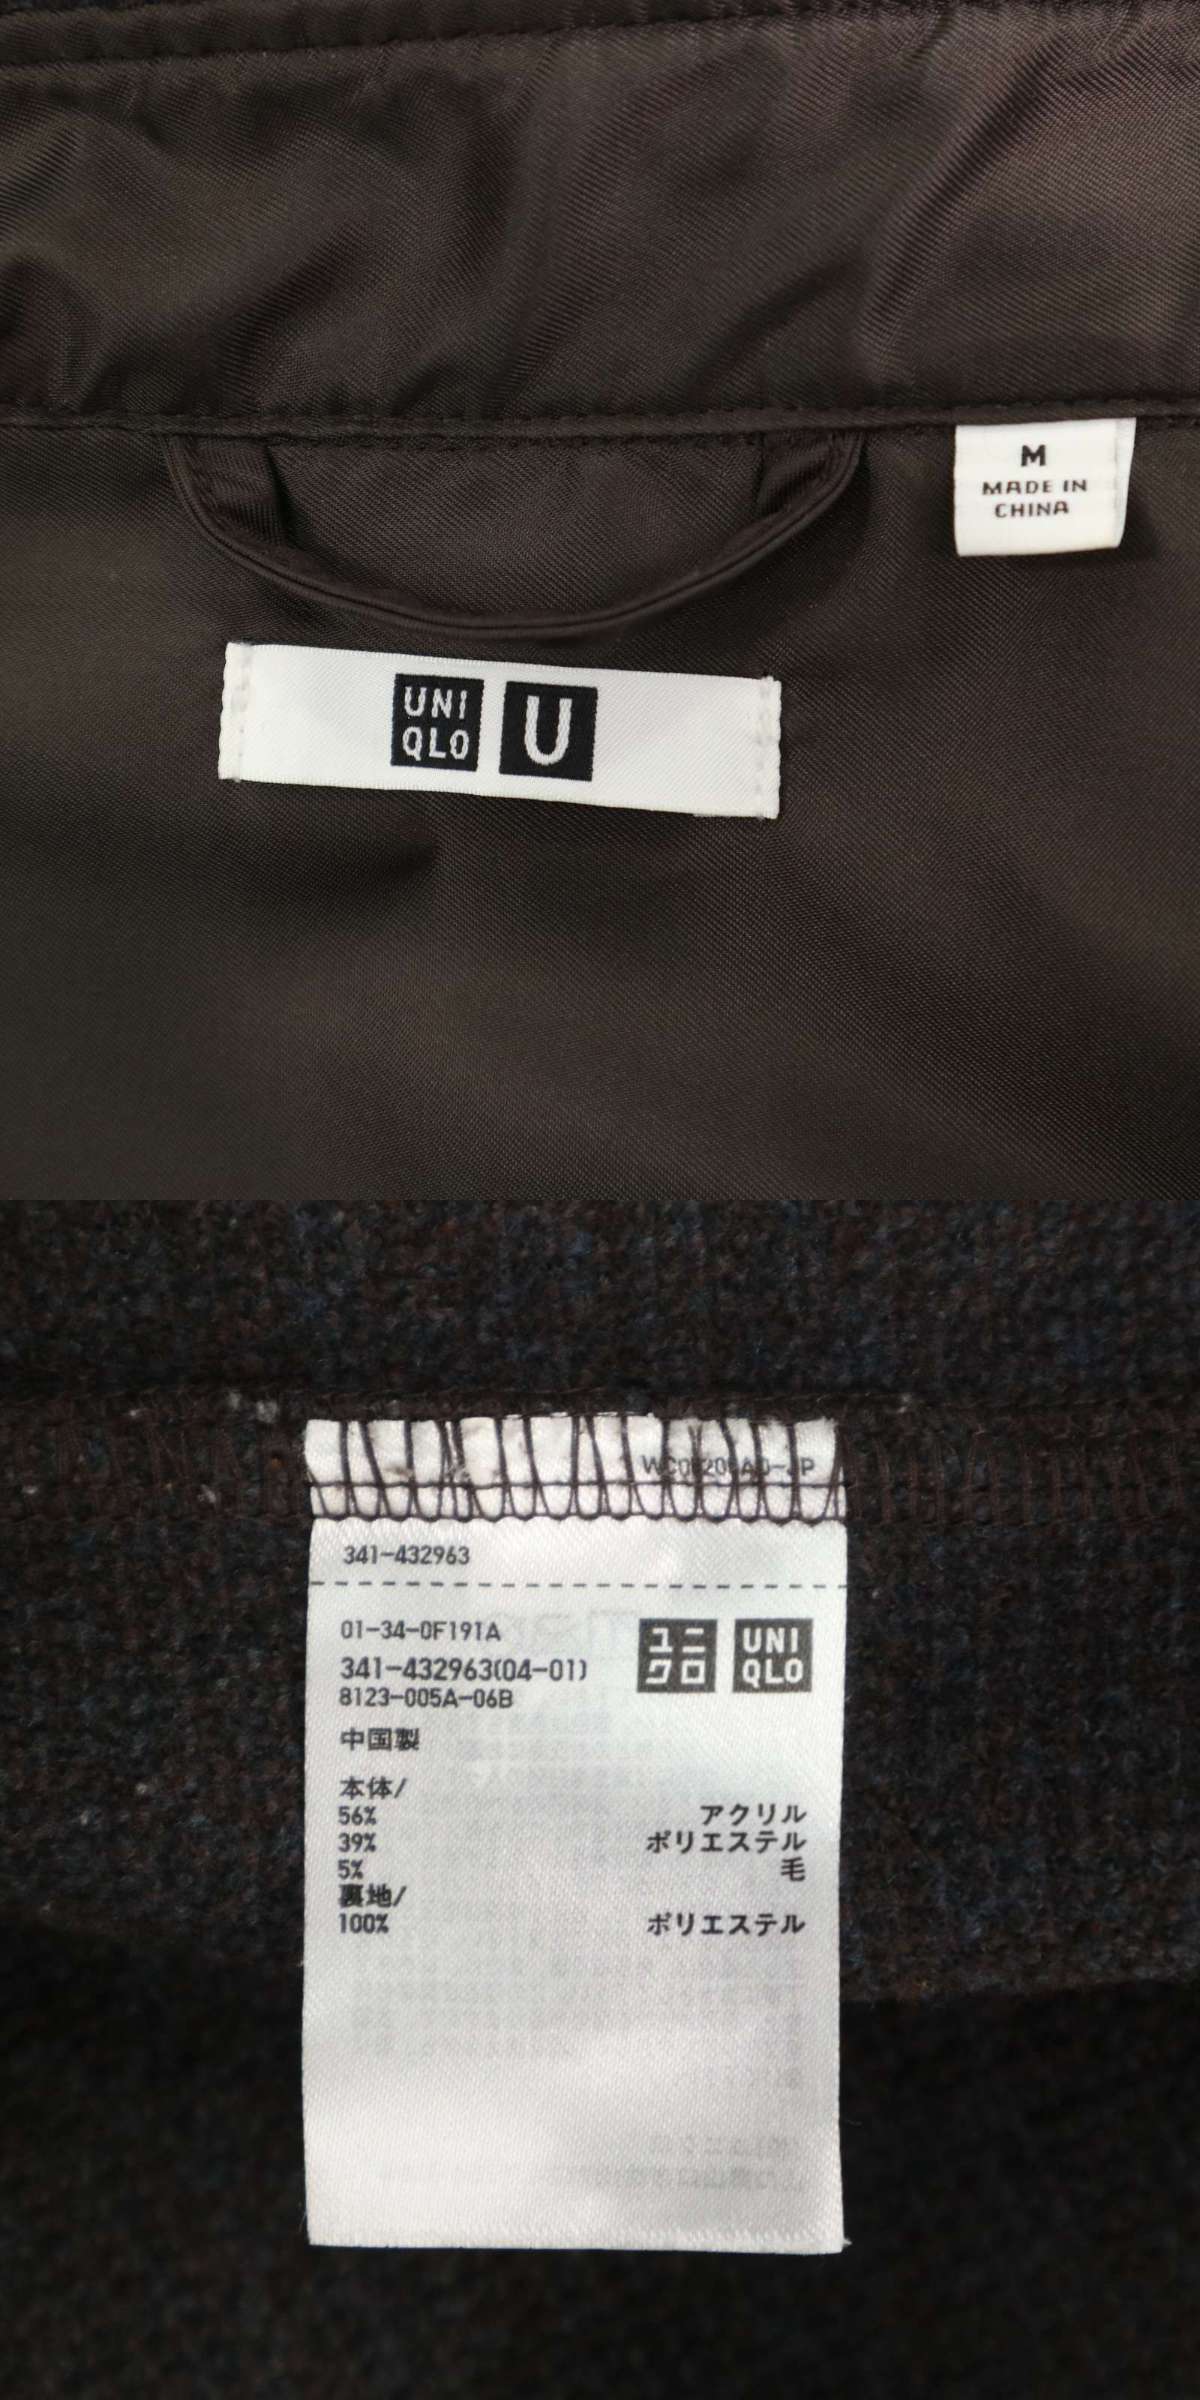 M
MADE IN
CHINA
UNI
QLO
U
341-432963
01-34-0F191A
341-432963(04-01)
8123-005A-06B
ユニ
クロ
UNI
QLO
中国製
本体/
56% アクリル
39% ポリエステル
5% 毛
裏地/
100% ポリエステル